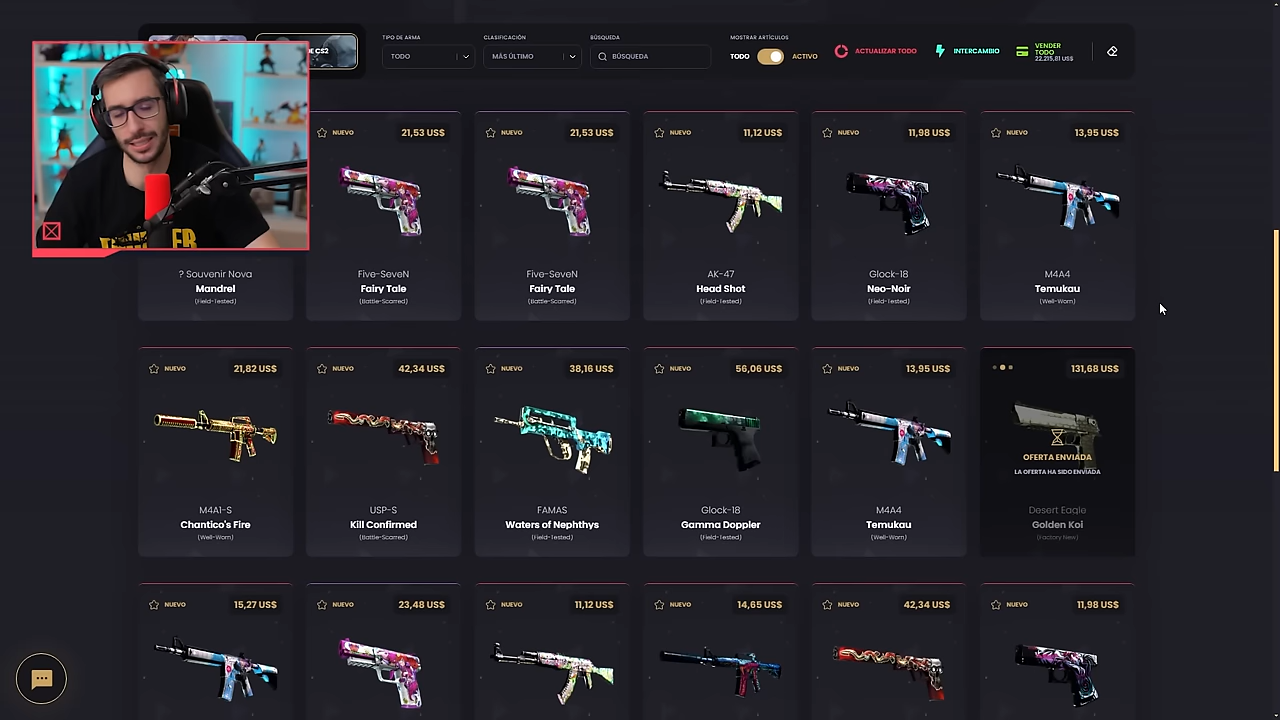 TIPO DE ARMA
CLASIFICACIÓN
BÚSQUEDA
MOSTRAR ARTÍCULOS
DE CS2
TODO
MÁS ÚLTIMO
BÚSQUEDA
TODO
ACTIVO
ACTUALIZAR TODO
INTERCAMBIO
VENDER
TODO
22.215,81 US$
NUEVO 21,53 US$
NUEVO 21,53 US$
NUEVO 11,12 US$
NUEVO 11,98 US$
NUEVO 13,95 US$
? Souvenir Nova
Mandrel
(Field-Tested)
Five-SeveN
Fairy Tale
(Battle-Scarred)
Five-SeveN
Fairy Tale
(Battle-Scarred)
AK-47
Head Shot
(Field-Tested)
Glock-18
Neo-Noir
(Field-Tested)
M4A4
Temukau
(Well-Worn)
NUEVO 21,82 US$
NUEVO 42,34 US$
NUEVO 38,16 US$
NUEVO 56,06 US$
NUEVO 13,95 US$
131,68 US$
OFERTA ENVIADA
LA OFERTA HA SIDO ENVIADA
M4A1-S
Chantico's Fire
(Well-Worn)
USP-S
Kill Confirmed
(Battle-Scarred)
FAMAS
Waters of Nephthys
(Field-Tested)
Glock-18
Gamma Doppler
(Field-Tested)
M4A4
Temukau
(Well-Worn)
Desert Eagle
Golden Koi
(Factory New)
NUEVO 15,27 US$
NUEVO 23,48 US$
NUEVO 11,12 US$
NUEVO 14,65 US$
NUEVO 42,34 US$
NUEVO 11,98 US$